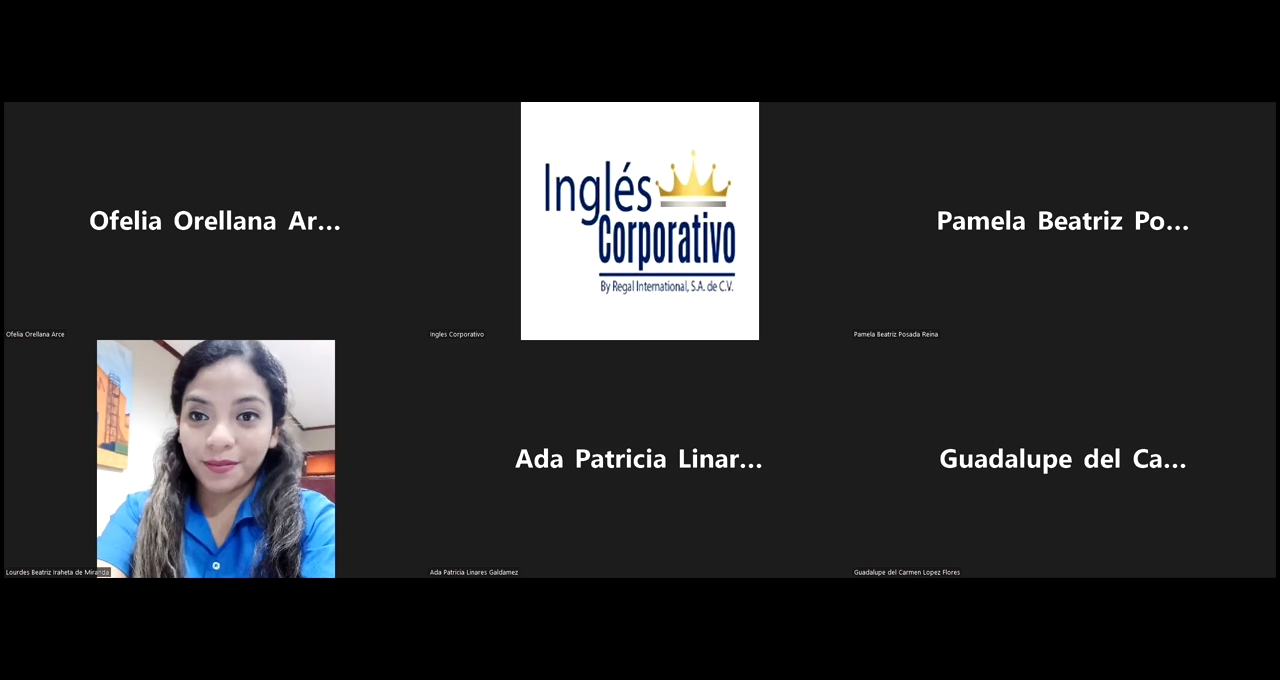 Ofelia Orellana Ar...
Inglés
Corporativo
By Regal International, S.A. de C.V.
Pamela Beatriz Po...
Ofelia Orellana Arce
Ingles Corporativo
Pamela Beatriz Posada Reina
Ada Patricia Linar...
Guadalupe del Ca...
Lourdes Beatriz Iraheta de Miranda
Ada Patricia Linares Galdamez
Guadalupe del Carmen Lopez Flores